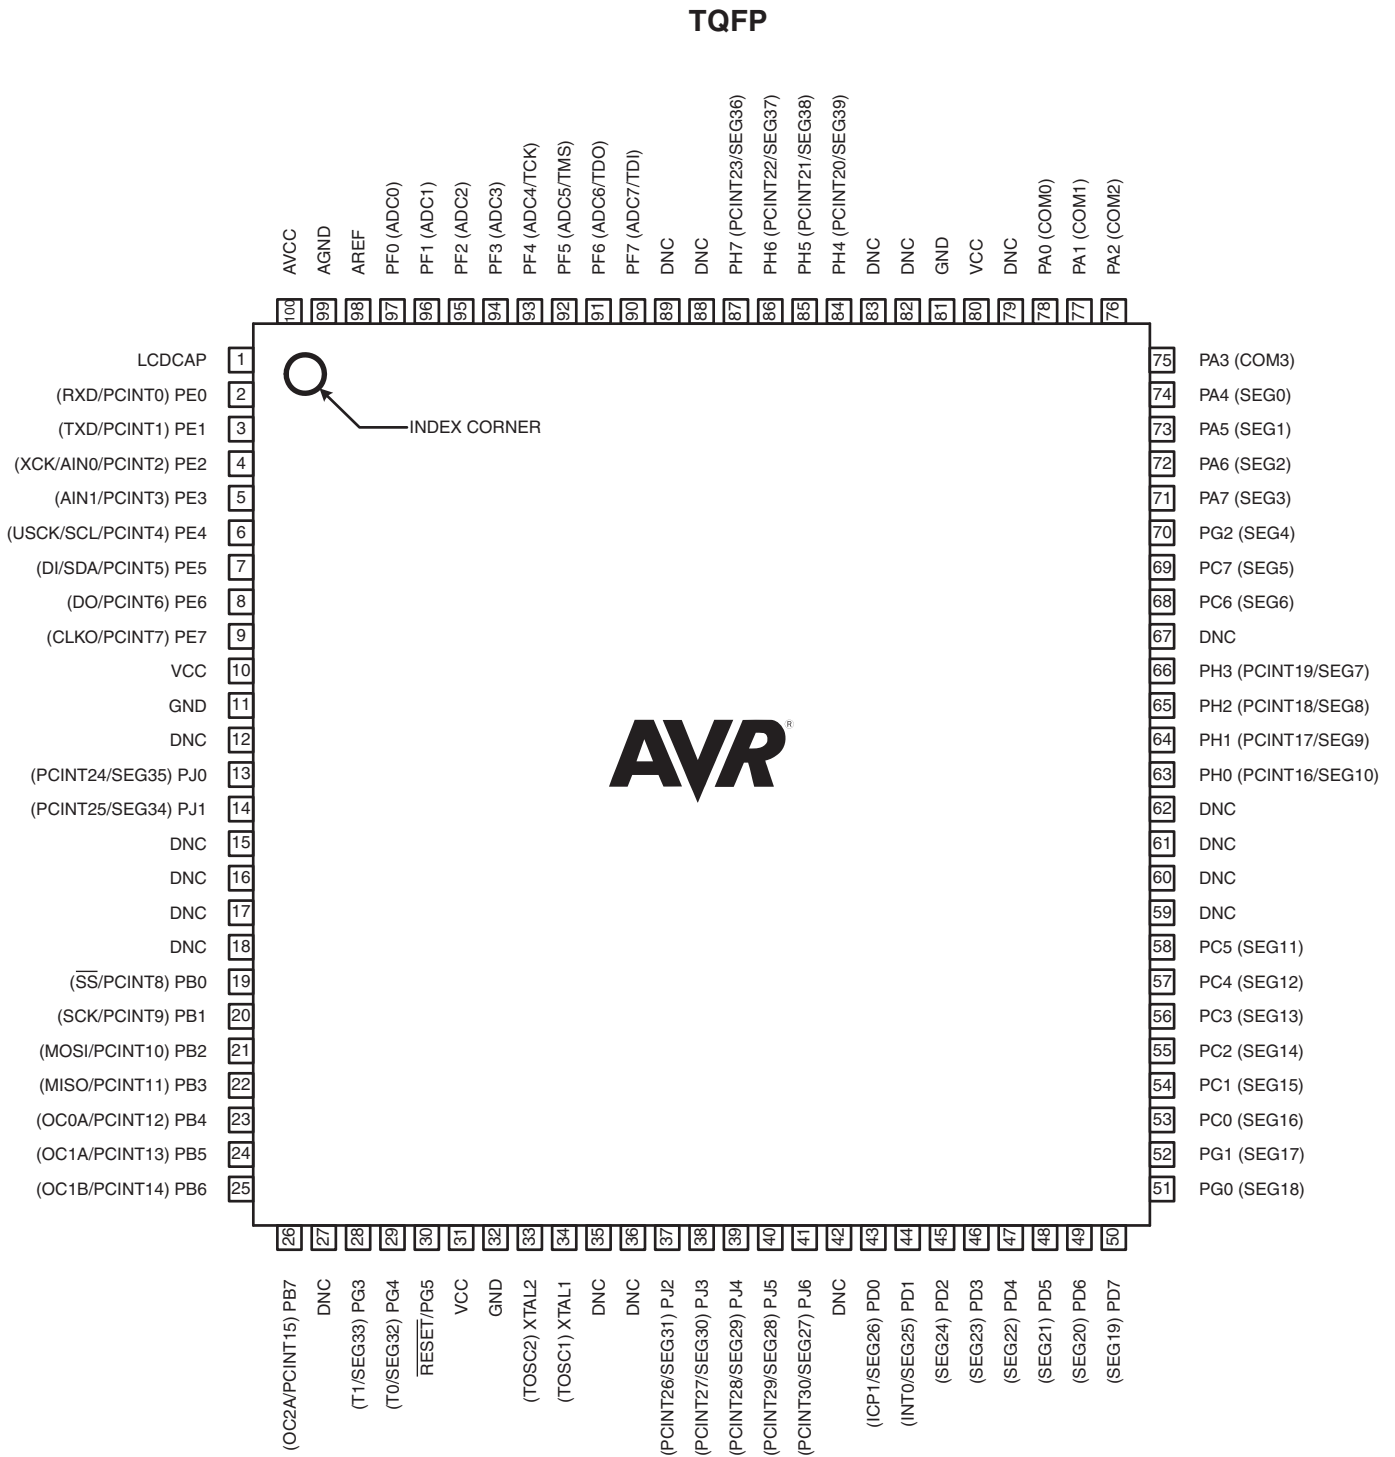 TQFP
AVCC 100
AGND 99
AREF 98
PF0 (ADC0) 97
PF1 (ADC1) 96
PF2 (ADC2) 95
PF3 (ADC3) 94
PF4 (ADC4/TCK) 93
PF5 (ADC5/TMS) 92
PF6 (ADC6/TDO) 91
PF7 (ADC7/TDI) 90
DNC 89
DNC 88
PH7 (PCINT23/SEG36) 87
PH6 (PCINT22/SEG37) 86
PH5 (PCINT21/SEG38) 85
PH4 (PCINT20/SEG39) 84
DNC 83
DNC 82
GND 81
VCC 80
DNC 79
PA0 (COM0) 78
PA1 (COM1) 77
PA2 (COM2) 76
LCDCAP 1
(RXD/PCINT0) PE0 2
(TXD/PCINT1) PE1 3
(XCK/AIN0/PCINT2) PE2 4
(AIN1/PCINT3) PE3 5
(USCK/SCL/PCINT4) PE4 6
(DI/SDA/PCINT5) PE5 7
(DO/PCINT6) PE6 8
(CLKO/PCINT7) PE7 9
VCC 10
GND 11
DNC 12
(PCINT24/SEG35) PJ0 13
(PCINT25/SEG34) PJ1 14
DNC 15
DNC 16
DNC 17
DNC 18
(SS/PCINT8) PB0 19
(SCK/PCINT9) PB1 20
(MOSI/PCINT10) PB2 21
(MISO/PCINT11) PB3 22
(OC0A/PCINT12) PB4 23
(OC1A/PCINT13) PB5 24
(OC1B/PCINT14) PB6 25
INDEX CORNER
AVR®
75 PA3 (COM3)
74 PA4 (SEG0)
73 PA5 (SEG1)
72 PA6 (SEG2)
71 PA7 (SEG3)
70 PG2 (SEG4)
69 PC7 (SEG5)
68 PC6 (SEG6)
67 DNC
66 PH3 (PCINT19/SEG7)
65 PH2 (PCINT18/SEG8)
64 PH1 (PCINT17/SEG9)
63 PH0 (PCINT16/SEG10)
62 DNC
61 DNC
60 DNC
59 DNC
58 PC5 (SEG11)
57 PC4 (SEG12)
56 PC3 (SEG13)
55 PC2 (SEG14)
54 PC1 (SEG15)
53 PC0 (SEG16)
52 PG1 (SEG17)
51 PG0 (SEG18)
26 (OC2A/PCINT15) PB7
27 DNC
28 (T1/SEG33) PG3
29 (T0/SEG32) PG4
30 RESET/PG5
31 VCC
32 GND
33 (TOSC2) XTAL2
34 (TOSC1) XTAL1
35 DNC
36 DNC
37 (PCINT26/SEG31) PJ2
38 (PCINT27/SEG30) PJ3
39 (PCINT28/SEG29) PJ4
40 (PCINT29/SEG28) PJ5
41 (PCINT30/SEG27) PJ6
42 DNC
43 (ICP1/SEG26) PD0
44 (INT0/SEG25) PD1
45 (SEG24) PD2
46 (SEG23) PD3
47 (SEG22) PD4
48 (SEG21) PD5
49 (SEG20) PD6
50 (SEG19) PD7